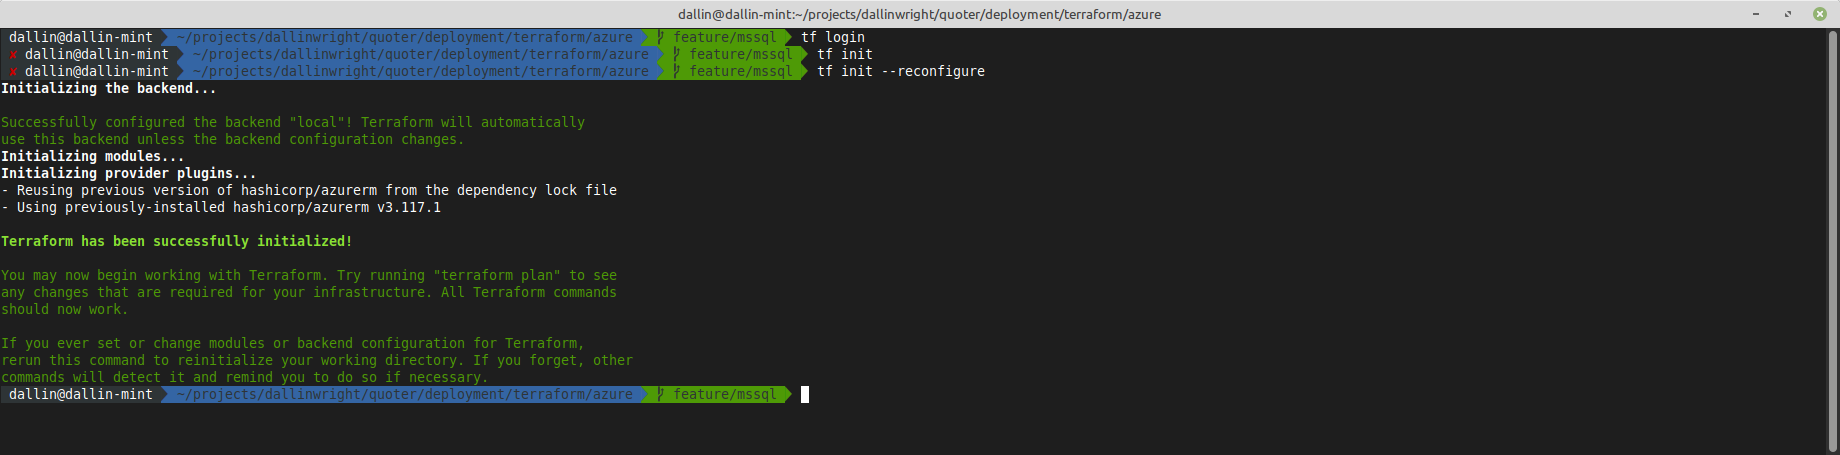 dallin@dallin-mint:~/projects/dallinwright/quoter/deployment/terraform/azure
dallin@dallin-mint ~/projects/dallinwright/quoter/deployment/terraform/azure feature/mssql tf login
✘ dallin@dallin-mint ~/projects/dallinwright/quoter/deployment/terraform/azure feature/mssql tf init
✘ dallin@dallin-mint ~/projects/dallinwright/quoter/deployment/terraform/azure feature/mssql tf init --reconfigure
Initializing the backend...
Successfully configured the backend "local"! Terraform will automatically
use this backend unless the backend configuration changes.
Initializing modules...
Initializing provider plugins...
- Reusing previous version of hashicorp/azurerm from the dependency lock file
- Using previously-installed hashicorp/azurerm v3.117.1
Terraform has been successfully initialized!
You may now begin working with Terraform. Try running "terraform plan" to see
any changes that are required for your infrastructure. All Terraform commands
should now work.
If you ever set or change modules or backend configuration for Terraform,
rerun this command to reinitialize your working directory. If you forget, other
commands will detect it and remind you to do so if necessary.
dallin@dallin-mint ~/projects/dallinwright/quoter/deployment/terraform/azure feature/mssql